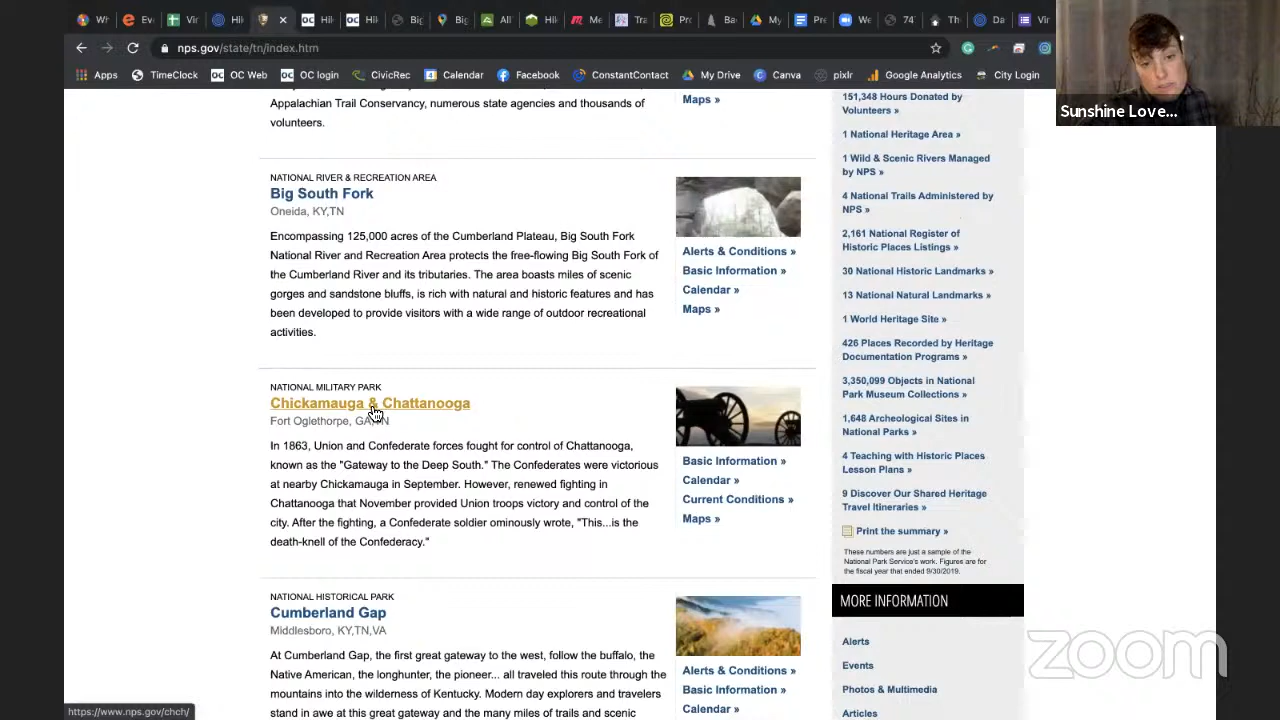 OC
Big
All
Hi
Me
Tra
Pro
Pr
Ba
My
Pre
74
Th
Us
Vir
nps.gov/state/tn/index.htm
Apps
TimeClock
OC Web
OC Login
CivicRec
Calendar
Facebook
ConstantContact
My Drive
Canva
pixlr
Google Analytics
City Login
Sunshine Love...
Appalachian Trail Conservancy, numerous state agencies and thousands of
volunteers.
Maps »
NATIONAL RIVER & RECREATION AREA
Big South Fork
Oneida, KY,TN
Encompassing 125,000 acres of the Cumberland Plateau, Big South Fork
National River and Recreation Area protects the free-flowing Big South Fork of
the Cumberland River and its tributaries. The area boasts miles of scenic
gorges and sandstone bluffs, is rich with natural and historic features and has
been developed to provide visitors with a wide range of outdoor recreational
activities.
Alerts & Conditions »
Basic Information »
Calendar »
Maps »
NATIONAL MILITARY PARK
Chickamauga & Chattanooga
Fort Oglethorpe,
In 1863, Union and Confederate forces fought for control of Chattanooga,
known as the "Gateway to the Deep South." The Confederates were victorious
at nearby Chickamauga in September. However, renewed fighting in
Chattanooga that November provided Union troops victory and control of the
city. After the fighting, a Confederate soldier ominously wrote, "This...is the
death-knell of the Confederacy."
Basic Information »
Calendar »
Current Conditions »
Maps »
NATIONAL HISTORICAL PARK
Cumberland Gap
Middlesboro, KY,TN,VA
At Cumberland Gap, the first great gateway to the west, follow the buffalo, the
Native American, the longhunter, the pioneer... all traveled this route through the
mountains into the wilderness of Kentucky. Modern day explorers and travelers
stand in awe at this great gateway and the many miles of trails and scenic
Alerts & Conditions »
Basic Information »
Calendar »
151,348 Hours Donated by
Volunteers »
1 National Heritage Area »
1 Wild & Scenic Rivers Managed
by NPS »
4 National Trails Administered by
NPS »
2,161 National Register of
Historic Places Listings »
30 National Historic Landmarks »
13 National Natural Landmarks »
1 World Heritage Site »
426 Places Recorded by Heritage
Documentation Programs »
3,350,099 Objects in National
Park Museum Collections »
1,648 Archeological Sites in
National Parks »
4 Teaching with Historic Places
Lesson Plans »
9 Discover Our Shared Heritage
Travel Itineraries »
Print the summary »
These numbers are just a sample of the
National Park Service's work. Figures are for
the fiscal year that ended 9/30/2019.
MORE INFORMATION
Alerts
Events
Photos & Multimedia
Articles
zoom
https://www.nps.gov/chch/